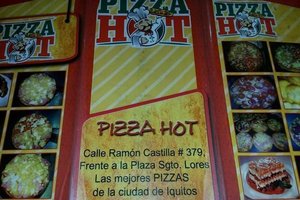 PIZZA
HOT
PIZZA
HOT
PIZZA
HOT
PIZZA HOT
Calle Ramón Castilla # 379,
Frente a la Plaza Sgto. Lores
Las mejores PIZZAS
de la ciudad de Iquitos